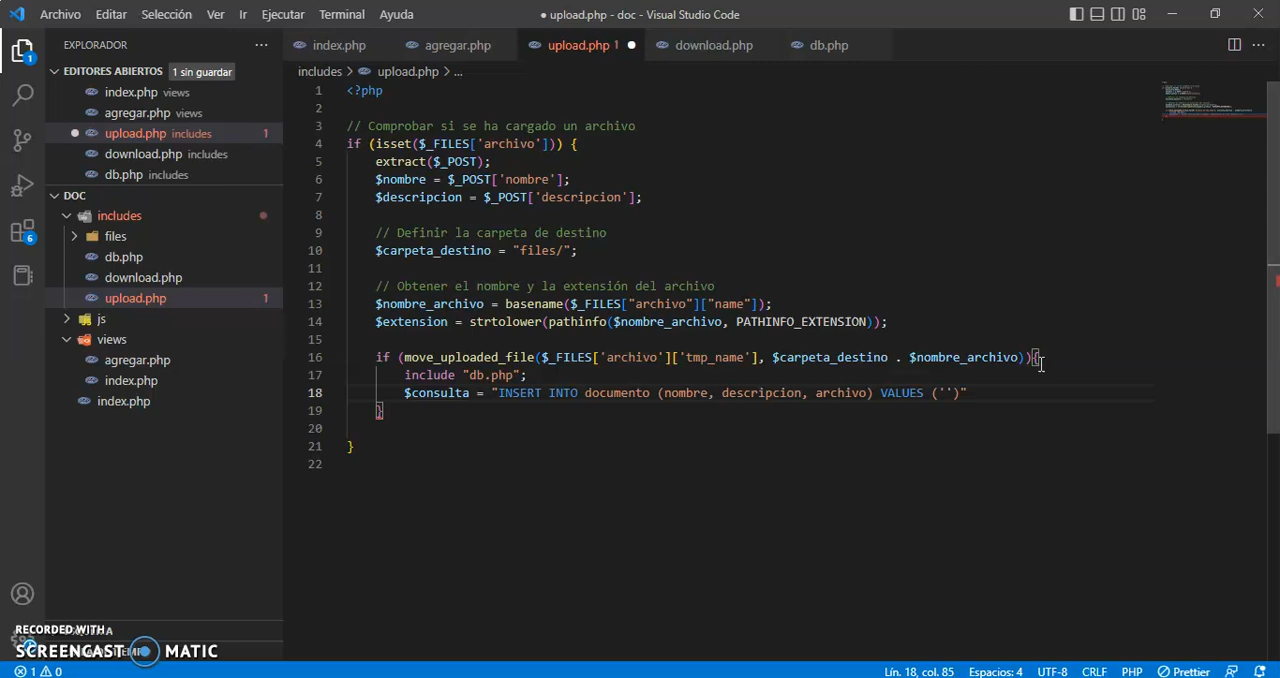 Archivo Editar Selección Ver Ir Ejecutar Terminal Ayuda ● upload.php - doc - Visual Studio Code
EXPLORADOR ···
index.php agregar.php upload.php 1 ● download.php db.php ···
EDITORES ABIERTOS 1 sin guardar
includes > upload.php > ...
index.php views
agregar.php views
upload.php includes 1
download.php includes
db.php includes
DOC
includes
files
db.php
download.php
upload.php 1
js
views
agregar.php
index.php
index.php
1
6
1 <?php
2
3 // Comprobar si se ha cargado un archivo
4 if (isset($_FILES['archivo'])) {
5 extract($_POST);
6 $nombre = $_POST['nombre'];
7 $descripcion = $_POST['descripcion'];
8
9 // Definir la carpeta de destino
10 $carpeta_destino = "files/";
11
12 // Obtener el nombre y la extensión del archivo
13 $nombre_archivo = basename($_FILES["archivo"]["name"]);
14 $extension = strtolower(pathinfo($nombre_archivo, PATHINFO_EXTENSION));
15
16 if (move_uploaded_file($_FILES['archivo']['tmp_name'], $carpeta_destino . $nombre_archivo)){
17 include "db.php";
18 $consulta = "INSERT INTO documento (nombre, descripcion, archivo) VALUES ('')"
19 }
20
21 }
22
RECORDED WITH
SCREENCAST MATIC
1 0 Lín. 18, col. 85 Espacios: 4 UTF-8 CRLF PHP Prettier